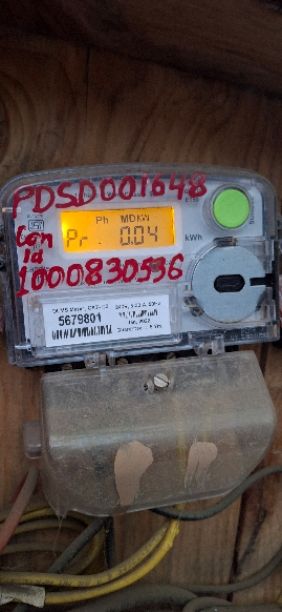 PDSD001648
Ph MDKW
Pr. 0.04
kWh
Con
id
1000830536
5679801